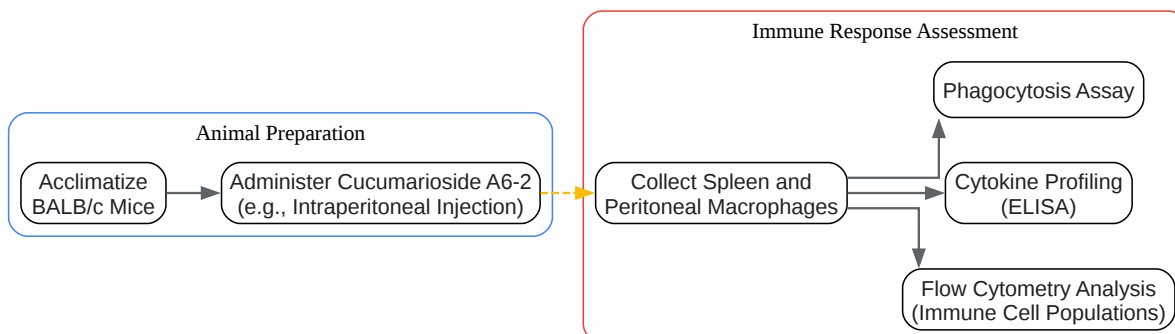 Immune Response Assessment
Phagocytosis Assay
Animal Preparation
Acclimatize
BALB/c Mice
Administer Cucumarioside A6-2
(e.g., Intraperitoneal Injection)
Collect Spleen and
Peritoneal Macrophages
Cytokine Profiling
(ELISA)
Flow Cytometry Analysis
(Immune Cell Populations)